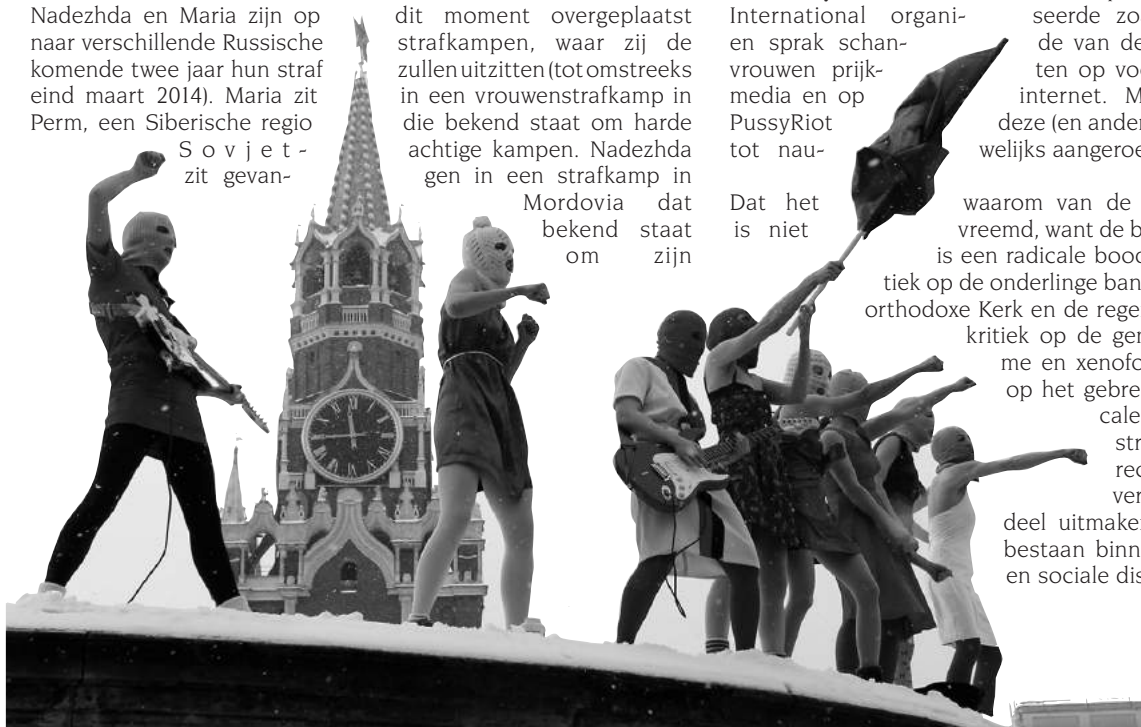 Nadezhda en Maria zijn op dit moment overgeplaatst
naar verschillende Russische strafkampen, waar zij de
komende twee jaar hun straf zullen uitzitten (tot omstreeks
eind maart 2014). Maria zit in een vrouwenstrafkamp in
Perm, een Siberische regio die bekend staat om harde
Sovjet- achtige kampen. Nadezhda
zit gevan- gen in een strafkamp in
Mordovia dat
bekend staat
om zijn
International organi- seerde zo
en sprak schan- de van de
vrouwen prijk- ten op vo
media en op internet. M
PussyRiot deze (en ander
tot nau- welijks aangeroe
Dat het waarom van de
is niet vreemd, want de b
is een radicale bood
tiek op de onderlinge ban
orthodoxe Kerk en de rege
kritiek op de ger
me en xenofo
op het gebre
cale
str
rec
ver
deel uitmake
bestaan binn
en sociale dis